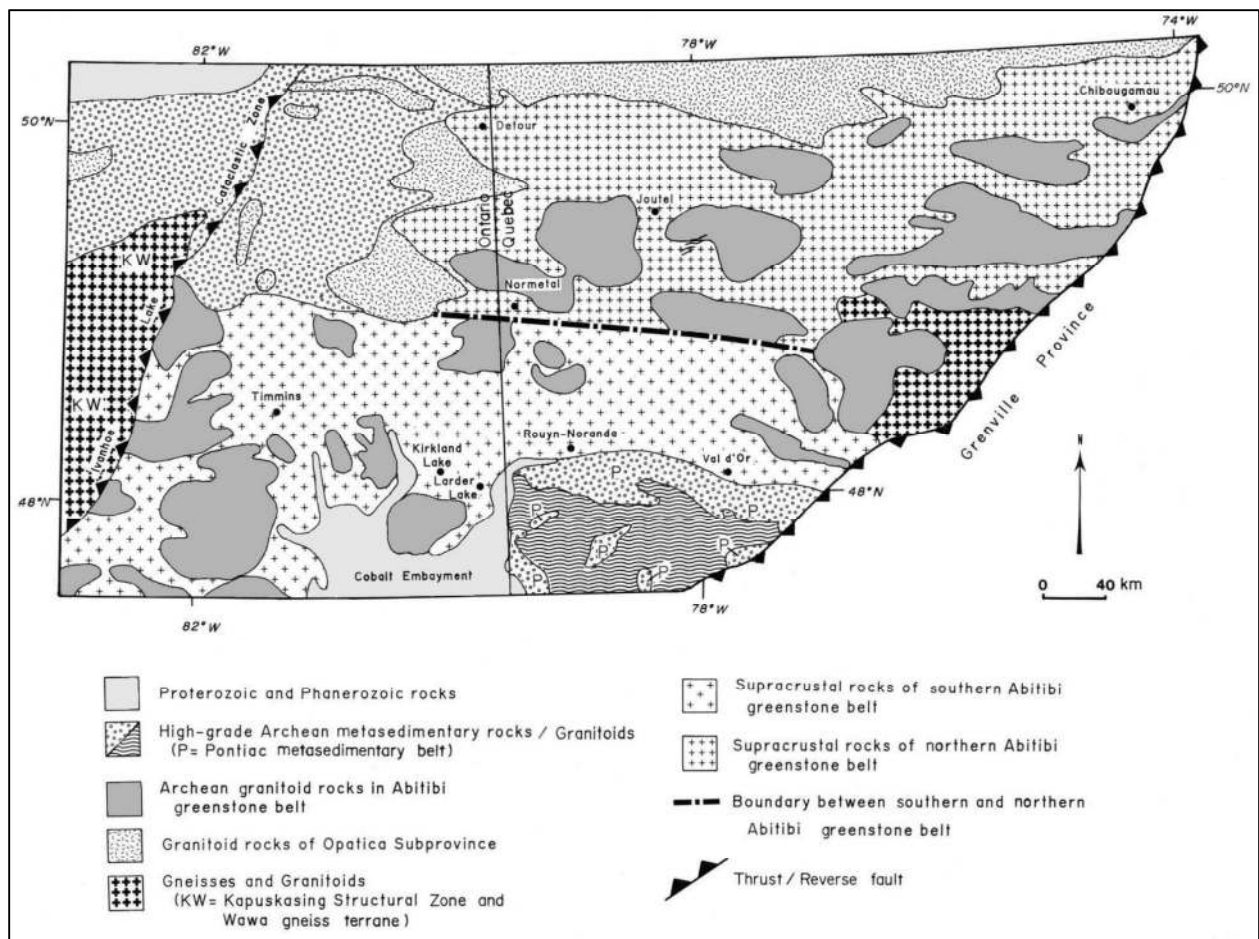 82°W
78°W
74°W
50°N
50°N
Chibougamau
Detour
Cataclastic Zone
Ontario
Quebec
Joutel
KW
Normetal
Lake
Province
Grenville
KW
Timmins
Ivanhoe
Kirkland
Lake
Rouyn-Noranda
Val d'Or
P
Larder
Lake
48°N
48°N
P
P
P
P
P
P
N
Cobalt Embayment
0 40 km
82°W
78°W
Proterozoic and Phanerozoic rocks
High-grade Archean metasedimentary rocks / Granitoids
(P= Pontiac metasedimentary belt)
Archean granitoid rocks in Abitibi
greenstone belt
Granitoid rocks of Opatica Subprovince
Gneisses and Granitoids
(KW= Kapuskasing Structural Zone and
Wawa gneiss terrane)
Supracrustal rocks of southern Abitibi
greenstone belt
Supracrustal rocks of northern Abitibi
greenstone belt
Boundary between southern and northern
Abitibi greenstone belt
Thrust / Reverse fault